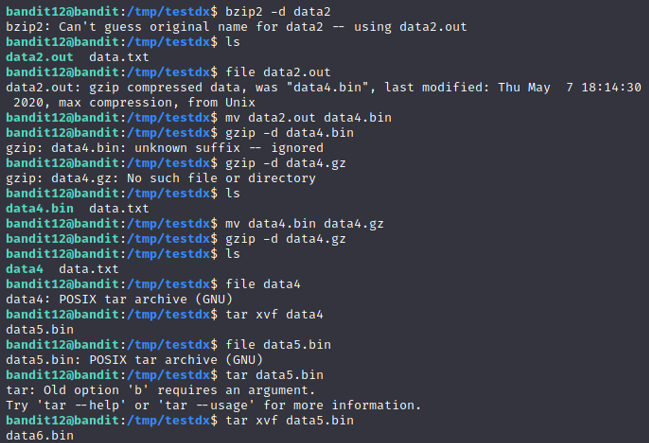 bandit12@bandit:/tmp/testdx$ bzip2 -d data2
bzip2: Can't guess original name for data2 -- using data2.out
bandit12@bandit:/tmp/testdx$ ls
data2.out  data.txt
bandit12@bandit:/tmp/testdx$ file data2.out
data2.out: gzip compressed data, was "data4.bin", last modified: Thu May  7 18:14:30
 2020, max compression, from Unix
bandit12@bandit:/tmp/testdx$ mv data2.out data4.bin
bandit12@bandit:/tmp/testdx$ gzip -d data4.bin
gzip: data4.bin: unknown suffix -- ignored
bandit12@bandit:/tmp/testdx$ gzip -d data4.gz
gzip: data4.gz: No such file or directory
bandit12@bandit:/tmp/testdx$ ls
data4.bin  data.txt
bandit12@bandit:/tmp/testdx$ mv data4.bin data4.gz
bandit12@bandit:/tmp/testdx$ gzip -d data4.gz
bandit12@bandit:/tmp/testdx$ ls
data4  data.txt
bandit12@bandit:/tmp/testdx$ file data4
data4: POSIX tar archive (GNU)
bandit12@bandit:/tmp/testdx$ tar xvf data4
data5.bin
bandit12@bandit:/tmp/testdx$ file data5.bin
data5.bin: POSIX tar archive (GNU)
bandit12@bandit:/tmp/testdx$ tar data5.bin
tar: Old option 'b' requires an argument.
Try 'tar --help' or 'tar --usage' for more information.
bandit12@bandit:/tmp/testdx$ tar xvf data5.bin
data6.bin